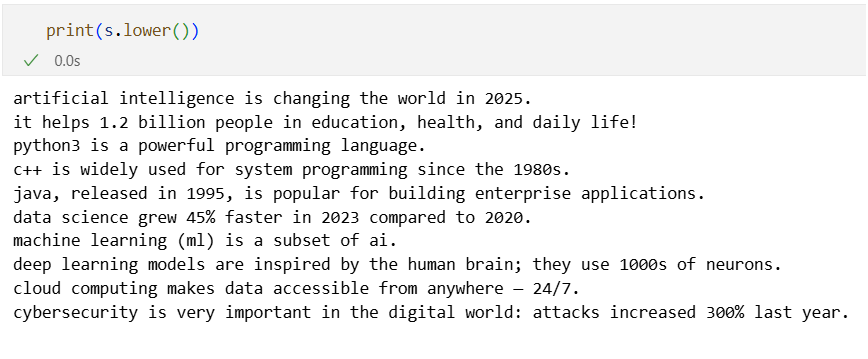 print(s.lower())
0.0s
artificial intelligence is changing the world in 2025.
it helps 1.2 billion people in education, health, and daily life!
python3 is a powerful programming language.
c++ is widely used for system programming since the 1980s.
java, released in 1995, is popular for building enterprise applications.
data science grew 45% faster in 2023 compared to 2020.
machine learning (ml) is a subset of ai.
deep learning models are inspired by the human brain; they use 1000s of neurons.
cloud computing makes data accessible from anywhere — 24/7.
cybersecurity is very important in the digital world: attacks increased 300% last year.